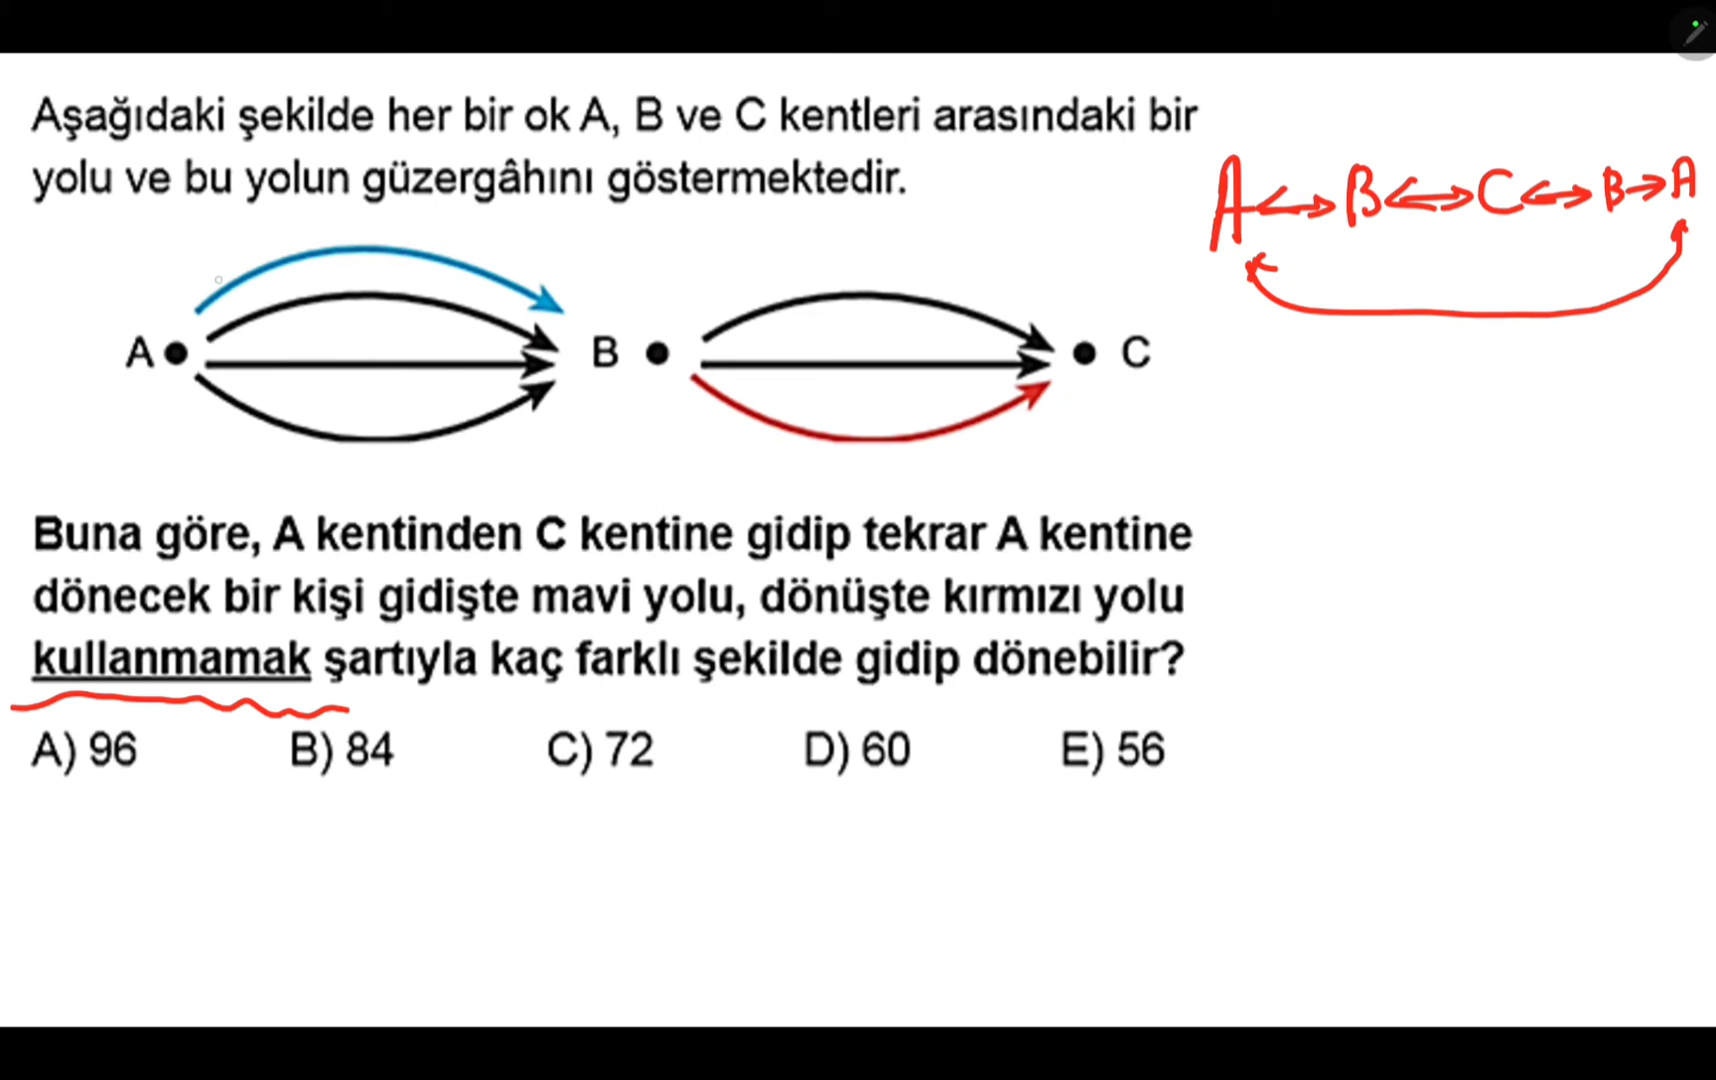 Aşağıdaki şekilde her bir ok A, B ve C kentleri arasındaki bir
yolu ve bu yolun güzergâhını göstermektedir.
A↔B↔C↔B→A
A B C
Buna göre, A kentinden C kentine gidip tekrar A kentine
dönecek bir kişi gidişte mavi yolu, dönüşte kırmızı yolu
kullanmamak şartıyla kaç farklı şekilde gidip dönebilir?
A) 96 B) 84 C) 72 D) 60 E) 56